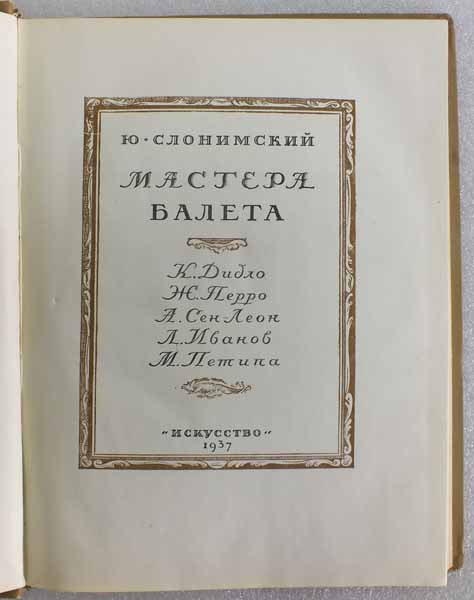 Ю·СЛОНИМСКИЙ
МАСТЕРА
БАЛЕТА
К.Дидло
Ж.Перро
А.Сен-Леон
Л.Иванов
М.Петипа
„ИСКУССТВО"
1937